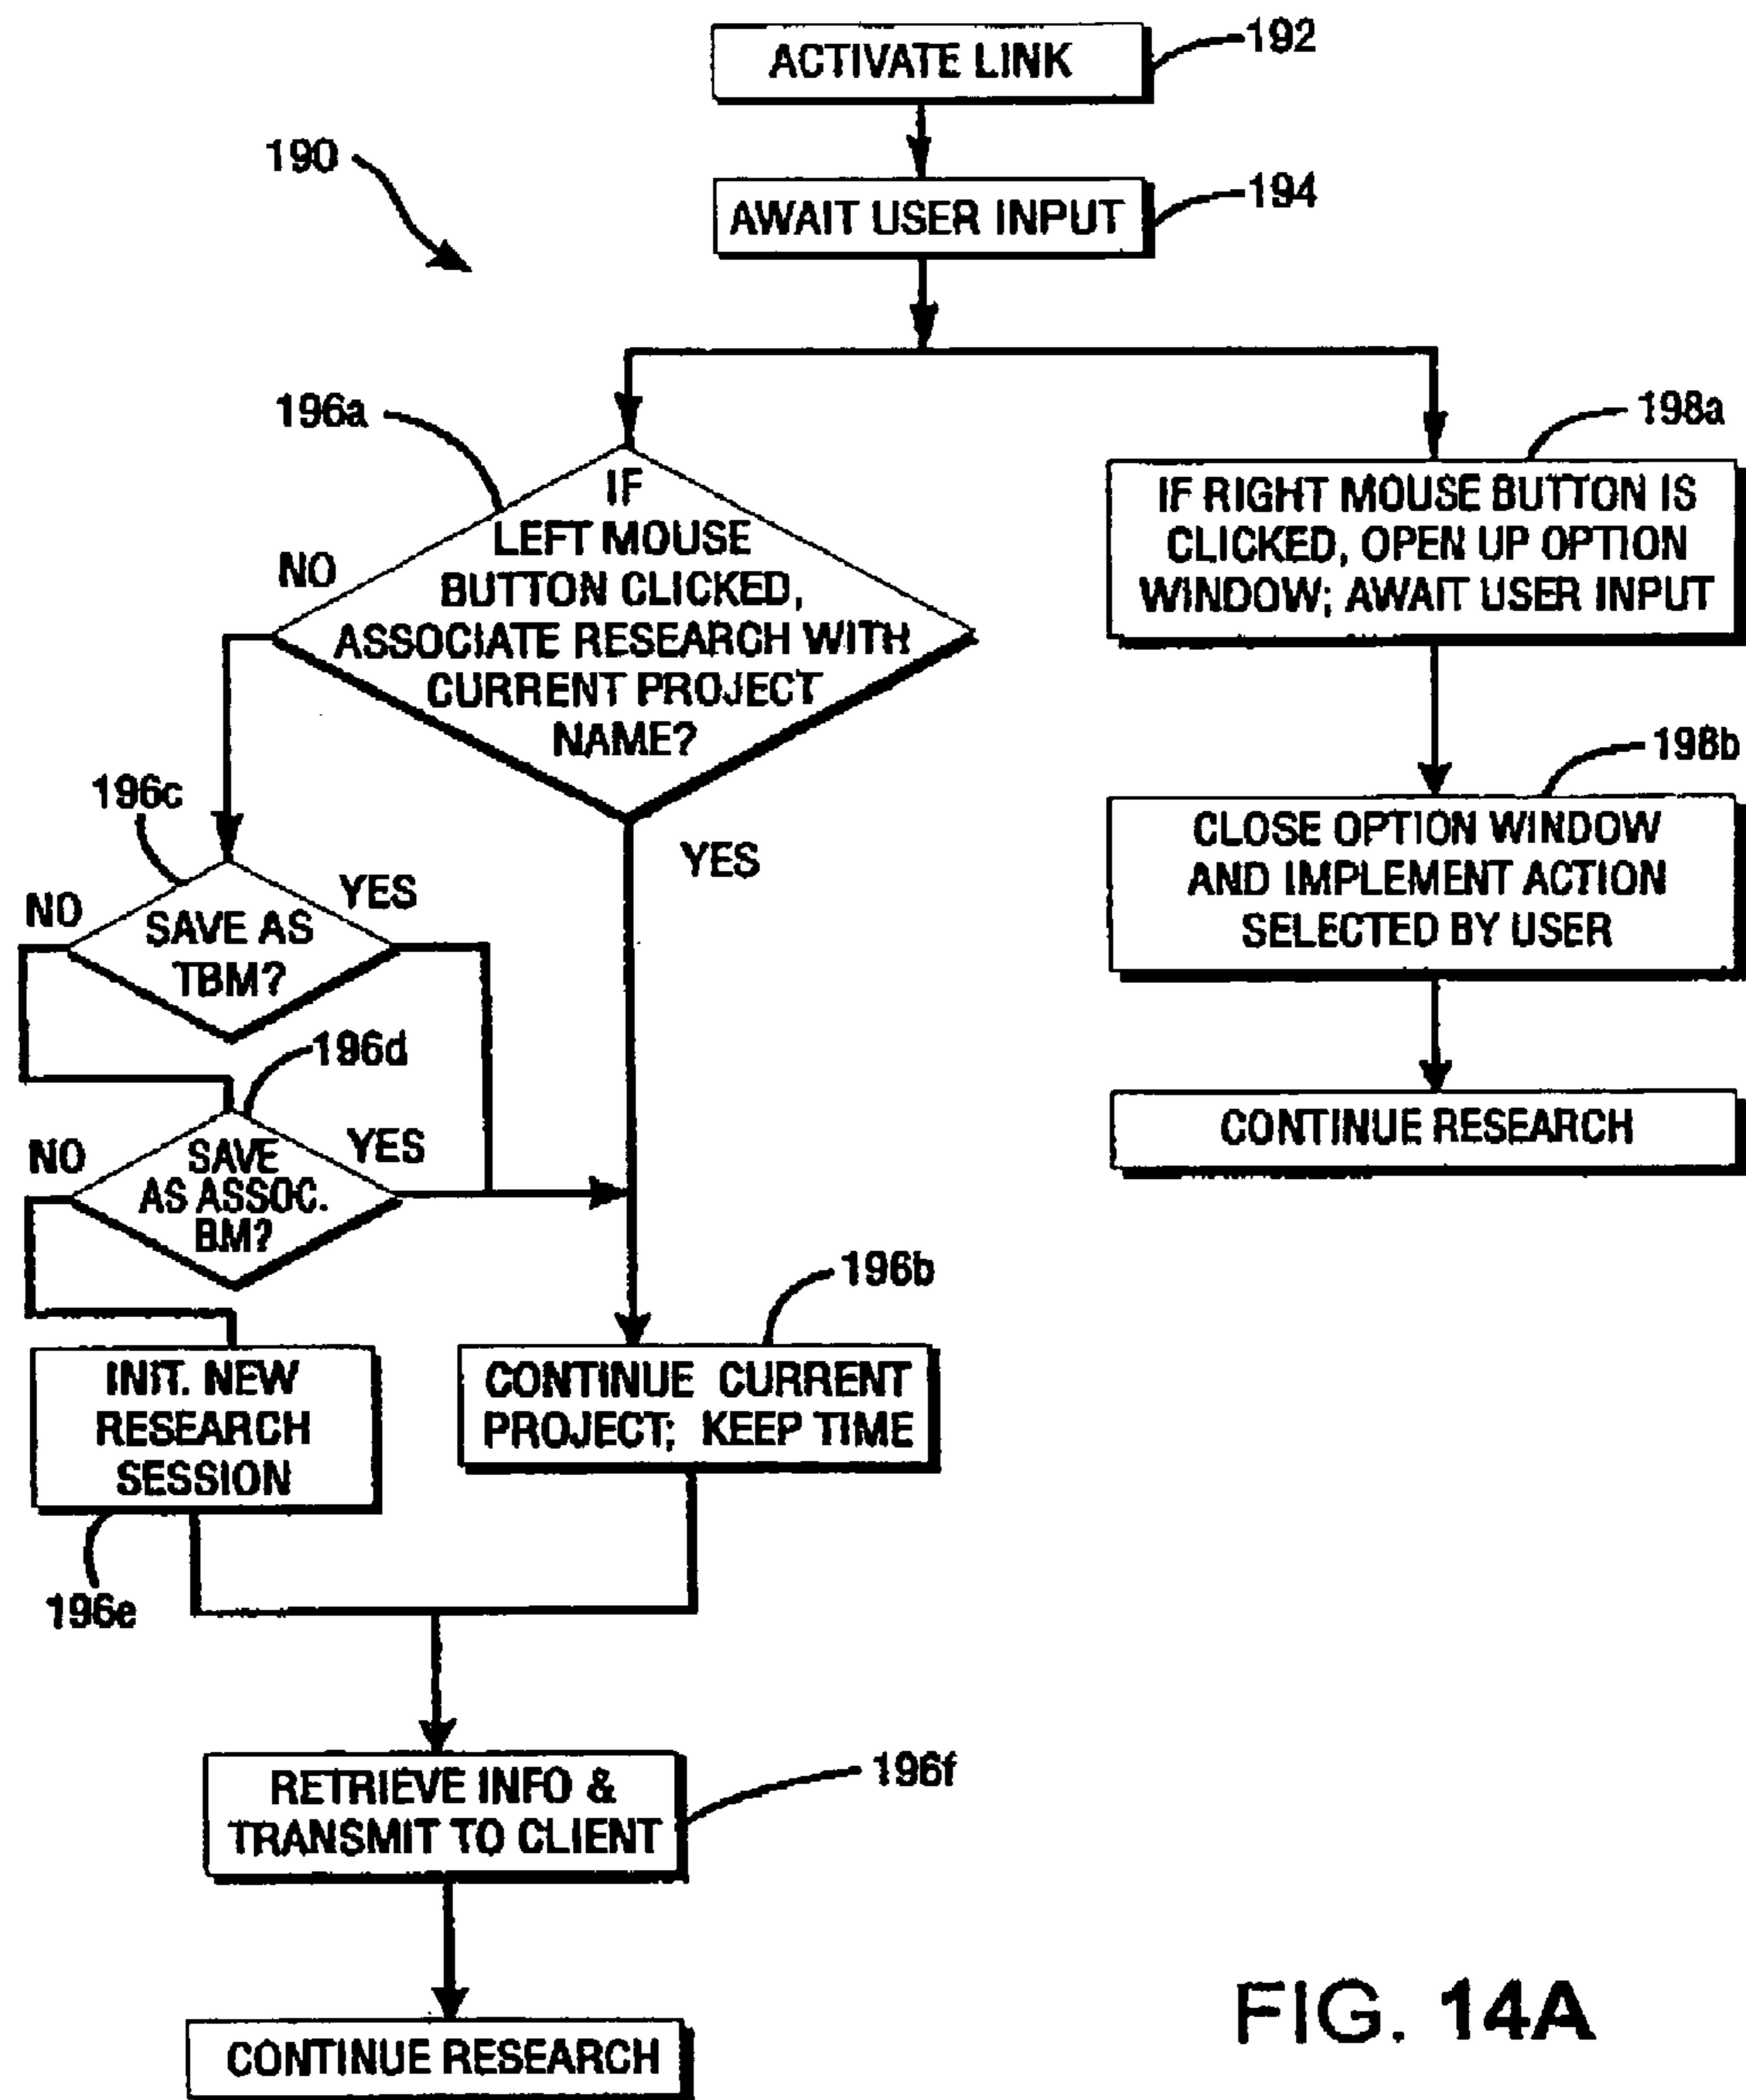 ACTIVATE LINK
192
190
AWAIT USER INPUT
194
196a
IF
LEFT MOUSE
BUTTON CLICKED,
ASSOCIATE RESEARCH WITH
CURRENT PROJECT
NAME?
NO
YES
198a
IF RIGHT MOUSE BUTTON IS
CLICKED, OPEN UP OPTION
WINDOW; AWAIT USER INPUT
198b
CLOSE OPTION WINDOW
AND IMPLEMENT ACTION
SELECTED BY USER
CONTINUE RESEARCH
196c
NO
YES
SAVE AS
TBM?
196d
NO
YES
SAVE
AS ASSOC.
BM?
196b
INIT. NEW
RESEARCH
SESSION
196e
CONTINUE CURRENT
PROJECT; KEEP TIME
RETRIEVE INFO &
TRANSMIT TO CLIENT
196f
CONTINUE RESEARCH
FIG. 14A